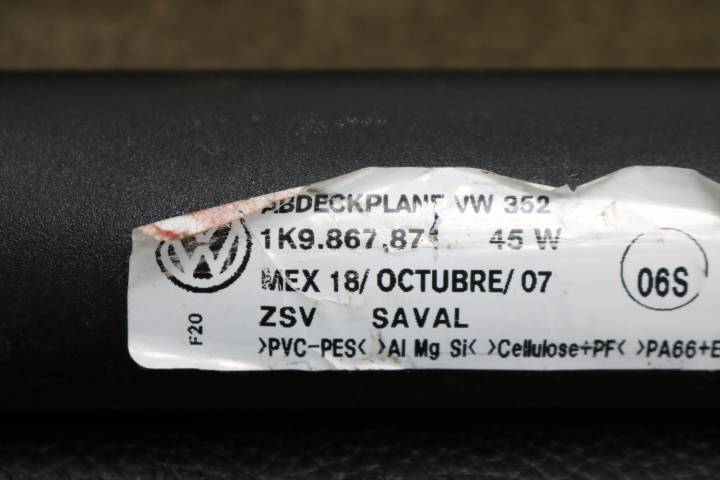 ABDECKPLANE VW 352
1K9.867.871 45 W
MEX 18/ OCTUBRE/ 07
06S
ZSV SAVAL
F20
>PVC-PES< >Al Mg Si< >Cellulose+PF< >PA66+E